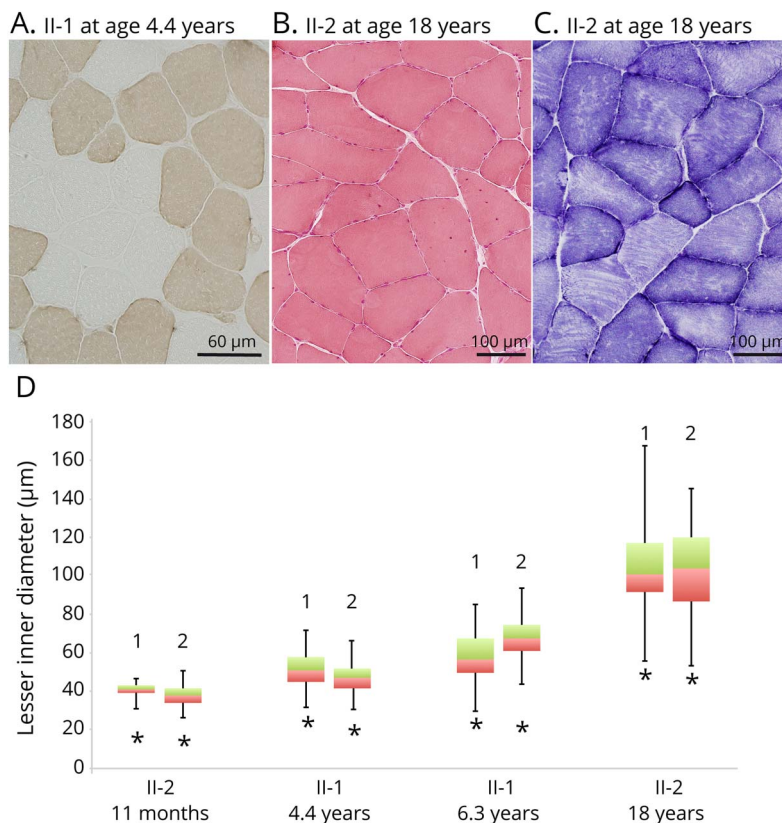 A. II-1 at age 4.4 years
B. II-2 at age 18 years
C. II-2 at age 18 years
60 µm
100 µm
100 µm
D
Lesser inner diameter (µm)
180
160
140
120
100
80
60
40
20
0
1 2
1 2
1 2
1 2
* *
* *
* *
* *
II-2
11 months
II-1
4.4 years
II-1
6.3 years
II-2
18 years